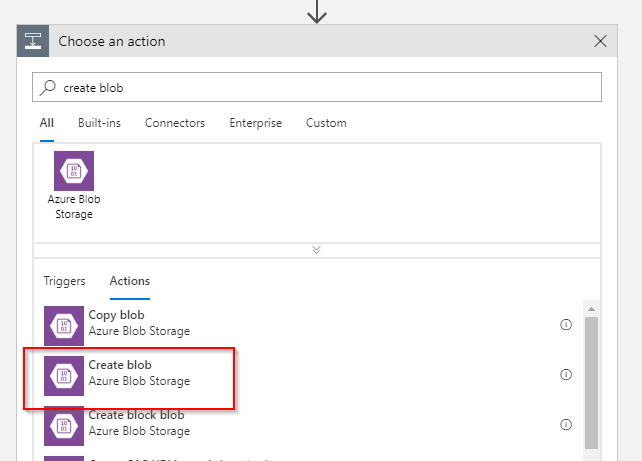 Choose an action
create blob
All Built-ins Connectors Enterprise Custom
Azure Blob
Storage
Triggers Actions
Copy blob
Azure Blob Storage
Create blob
Azure Blob Storage
Create block blob
Azure Blob Storage